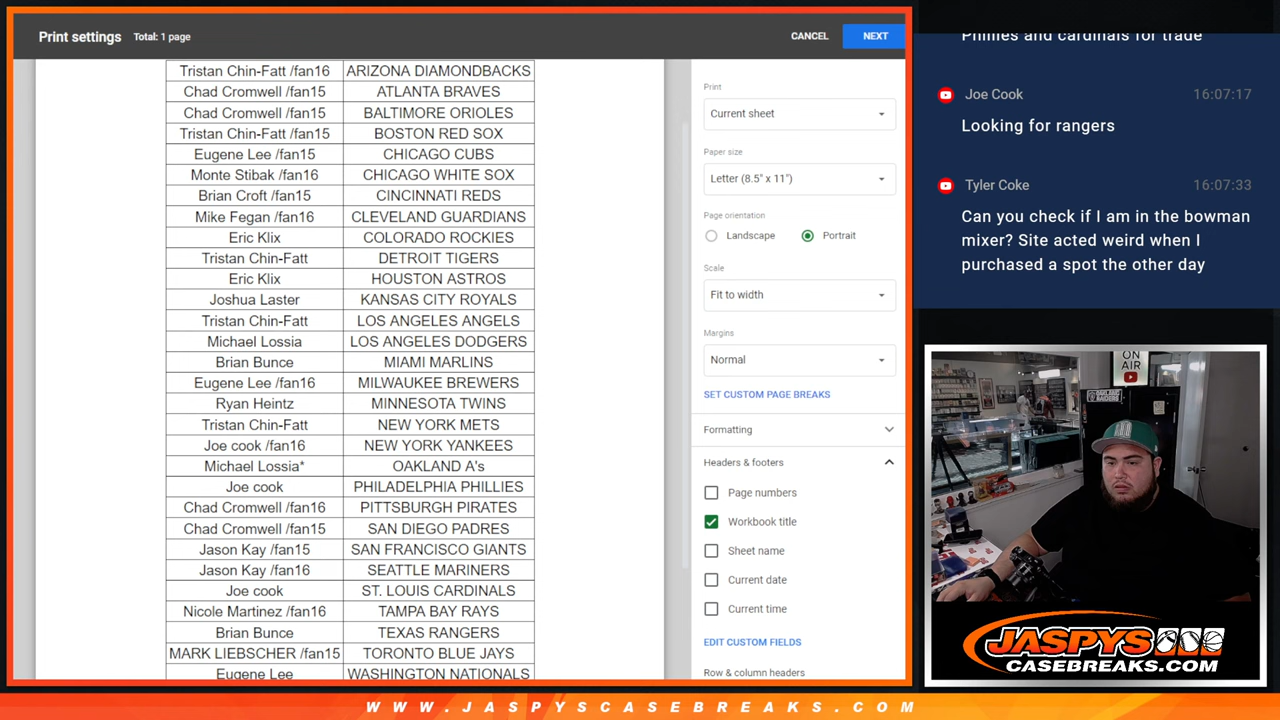 Print settings Total: 1 page CANCEL NEXT
Tristan Chin-Fatt /fan16 ARIZONA DIAMONDBACKS
Chad Cromwell /fan15 ATLANTA BRAVES
Chad Cromwell /fan15 BALTIMORE ORIOLES
Tristan Chin-Fatt /fan15 BOSTON RED SOX
Eugene Lee /fan15 CHICAGO CUBS
Monte Stibak /fan16 CHICAGO WHITE SOX
Brian Croft /fan15 CINCINNATI REDS
Mike Fegan /fan16 CLEVELAND GUARDIANS
Eric Klix COLORADO ROCKIES
Tristan Chin-Fatt DETROIT TIGERS
Eric Klix HOUSTON ASTROS
Joshua Laster KANSAS CITY ROYALS
Tristan Chin-Fatt LOS ANGELES ANGELS
Michael Lossia LOS ANGELES DODGERS
Brian Bunce MIAMI MARLINS
Eugene Lee /fan16 MILWAUKEE BREWERS
Ryan Heintz MINNESOTA TWINS
Tristan Chin-Fatt NEW YORK METS
Joe cook /fan16 NEW YORK YANKEES
Michael Lossia* OAKLAND A's
Joe cook PHILADELPHIA PHILLIES
Chad Cromwell /fan16 PITTSBURGH PIRATES
Chad Cromwell /fan15 SAN DIEGO PADRES
Jason Kay /fan15 SAN FRANCISCO GIANTS
Jason Kay /fan16 SEATTLE MARINERS
Joe cook ST. LOUIS CARDINALS
Nicole Martinez /fan16 TAMPA BAY RAYS
Brian Bunce TEXAS RANGERS
MARK LIEBSCHER /fan15 TORONTO BLUE JAYS
Eugene Lee WASHINGTON NATIONALS
Print
Current sheet
Paper size
Letter (8.5" x 11")
Page orientation
Landscape Portrait
Scale
Fit to width
Margins
Normal
SET CUSTOM PAGE BREAKS
Formatting
Headers & footers
Page numbers
Workbook title
Sheet name
Current date
Current time
EDIT CUSTOM FIELDS
Row & column headers
Phillies and cardinals for trade
Joe Cook 16:07:17
Looking for rangers
Tyler Coke 16:07:33
Can you check if I am in the bowman
mixer? Site acted weird when I
purchased a spot the other day
ON
AIR
JASPYS
CASEBREAKS.COM
WWW.JASPYSCASEBREAKS.COM